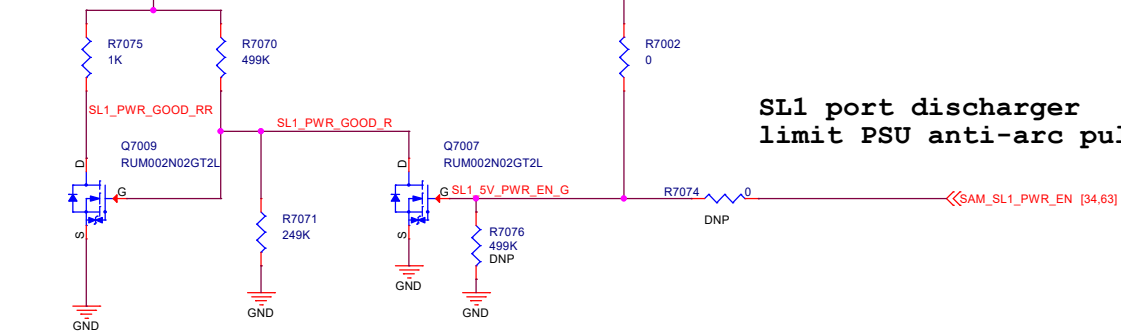 R7075
1K
R7070
499K
R7002
0
SL1_PWR_GOOD_RR
SL1_PWR_GOOD_R
SL1 port discharger
limit PSU anti-arc pul
Q7009
RUM002N02GT2L
Q7007
RUM002N02GT2L
D
D
G
G
SL1_5V_PWR_EN_G
R7074
0
SAM_SL1_PWR_EN [34,63]
DNP
R7071
249K
R7076
499K
DNP
S
S
GND
GND
GND
GND